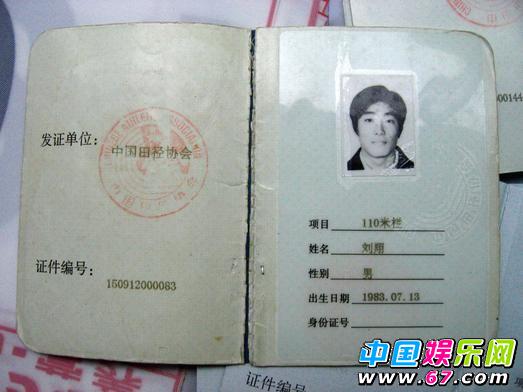 发证单位：
中国田径协会
证件编号：
150912000083
项目 110米栏
姓名 刘翔
性别 男
出生日期 1983.07.13
身份证号
00144
证件编号
中国娱乐网
www.67.com